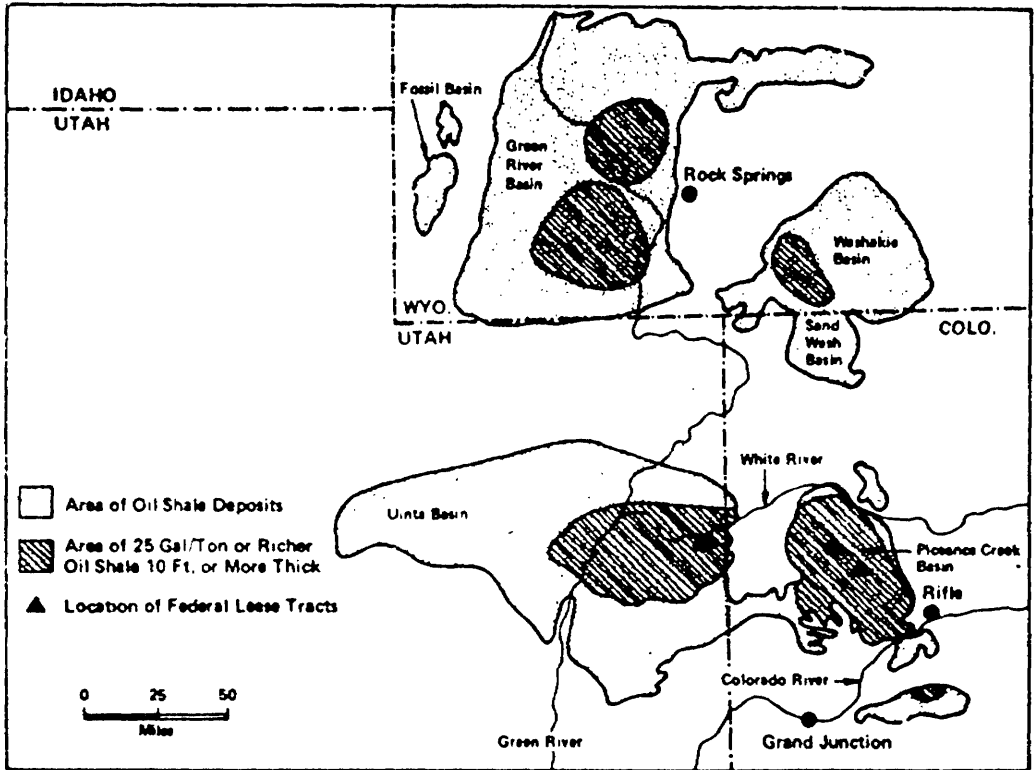 IDAHO
UTAH
Fossil Basin
Green
River
Basin
Rock Springs
Washakie
Basin
WYO.
UTAH
COLO.
Sand
Wash
Basin
White River
Uinta Basin
Area of Oil Shale Deposits
Area of 25 Gal/Ton or Richer
Oil Shale 10 Ft. or More Thick
Location of Federal Lease Tracts
Piceance Creek
Basin
Rifle
0 25 50
Miles
Colorado River
Green River
Grand Junction